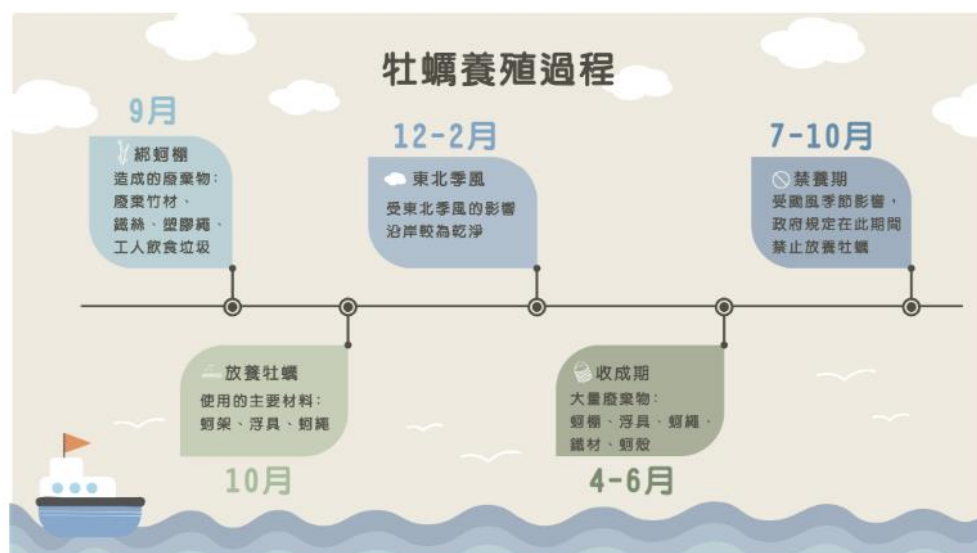 牡蠣養殖過程
9月
綁蚵棚
造成的廢棄物：
廢棄竹材、
鐵絲、塑膠繩、
工人飲食垃圾
12-2月
東北季風
受東北季風的影響
沿岸較為乾淨
7-10月
禁養期
受颱風季節影響，
政府規定在此期間
禁止放養牡蠣
放養牡蠣
使用的主要材料：
蚵架、浮具、蚵繩
10月
收成期
大量廢棄物：
蚵棚、浮具、蚵繩、
鐵材、蚵殼
4-6月